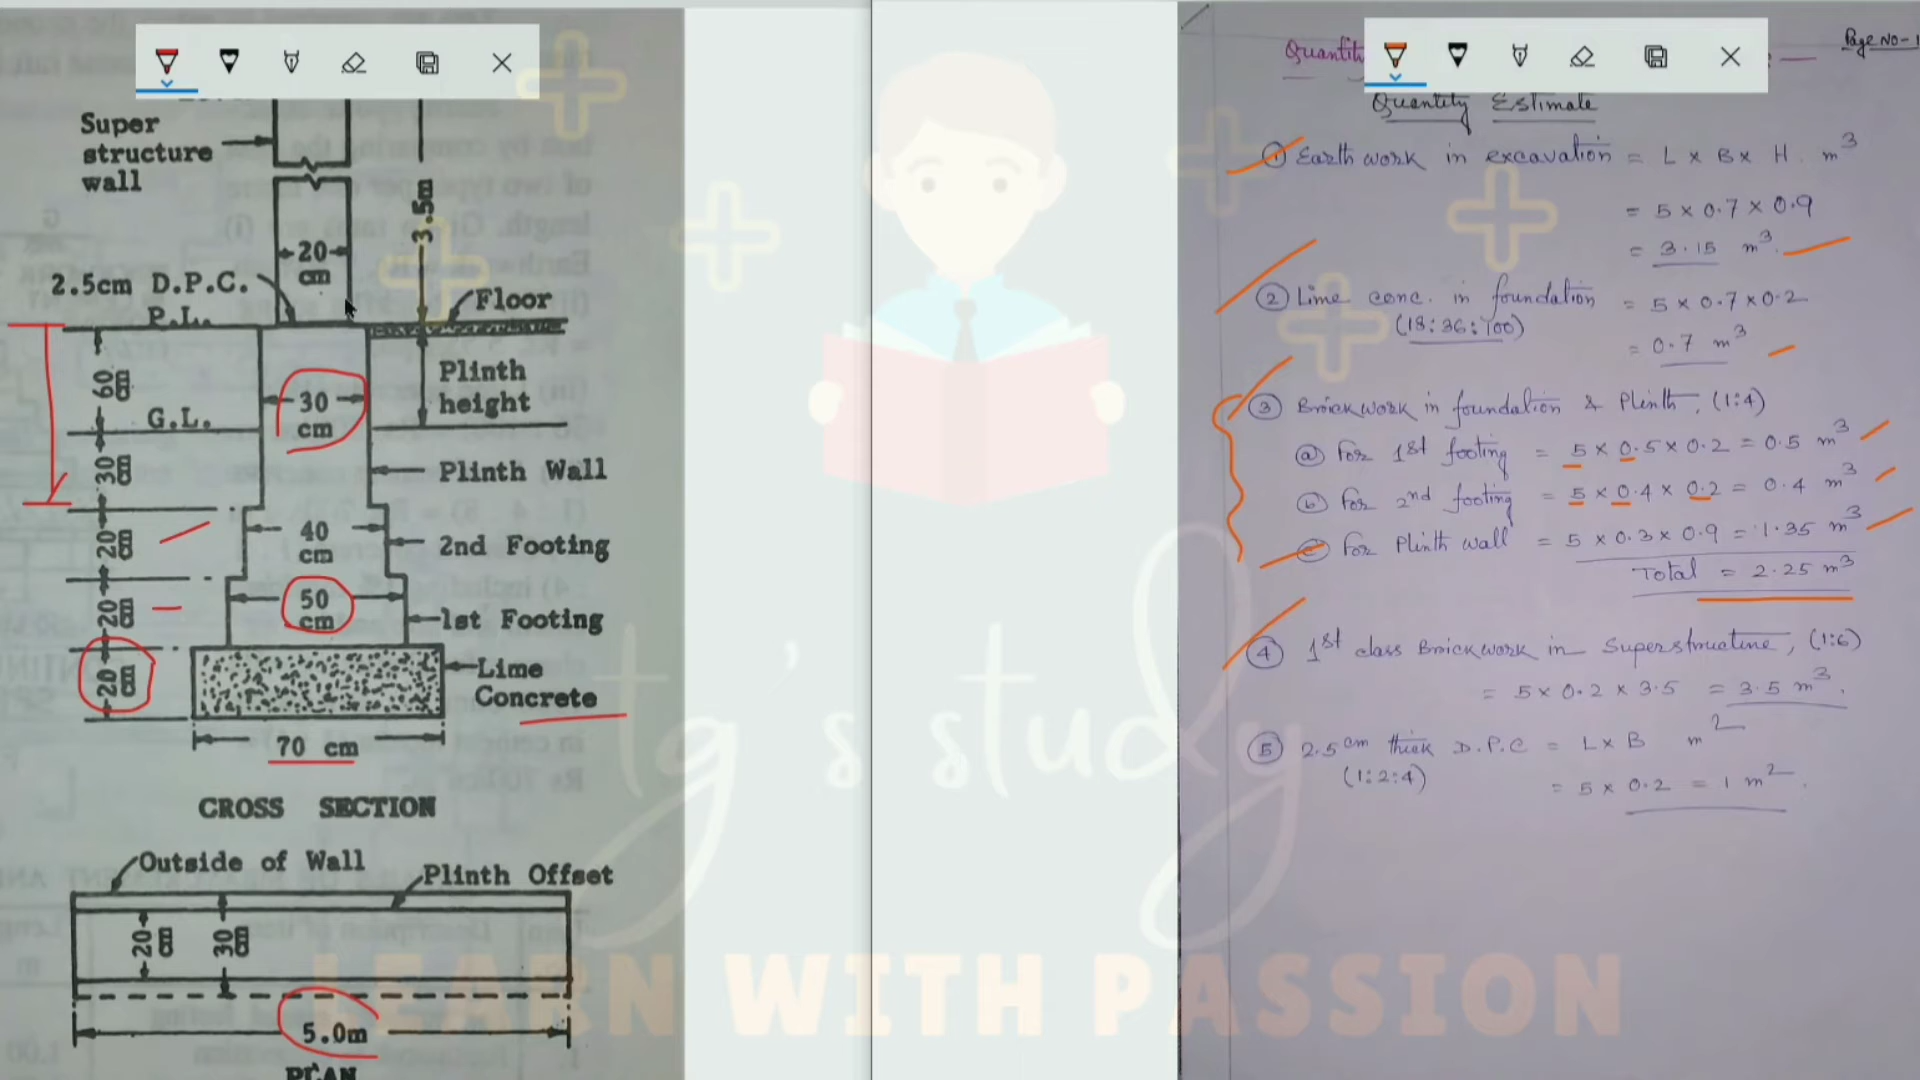 Super
structure
wall
3.5m
20
cm
2.5cm D.P.C.
P.L.
Floor
60
cm
30
cm
Plinth
height
G.L.
30
cm
Plinth Wall
20
cm
40
cm
2nd Footing
20
cm
50
cm
1st Footing
20
cm
Lime
Concrete
70 cm
CROSS SECTION
Outside of Wall
Plinth Offset
20
cm
30
cm
5.0m
PLAN
tg's study
LEARN WITH PASSION
Page No-1
Quantity Estimate
① Earth work in excavation = L x B x H. m³
= 5 x 0.7 x 0.9
= 3.15 m³.
② Lime conc. in foundation = 5 x 0.7 x 0.2
(18:36:100)
= 0.7 m³
③ Brickwork in foundation & Plinth, (1:4)
ⓐ For 1st footing = 5 x 0.5 x 0.2 = 0.5 m³
ⓑ For 2nd footing = 5 x 0.4 x 0.2 = 0.4 m³
ⓒ For Plinth wall = 5 x 0.3 x 0.9 = 1.35 m³
Total = 2.25 m³
④ 1st class Brickwork in Superstructure, (1:6)
= 5 x 0.2 x 3.5 = 3.5 m³.
⑤ 2.5cm thick D.P.C = L x B m²
(1:2:4)
= 5 x 0.2 = 1 m².